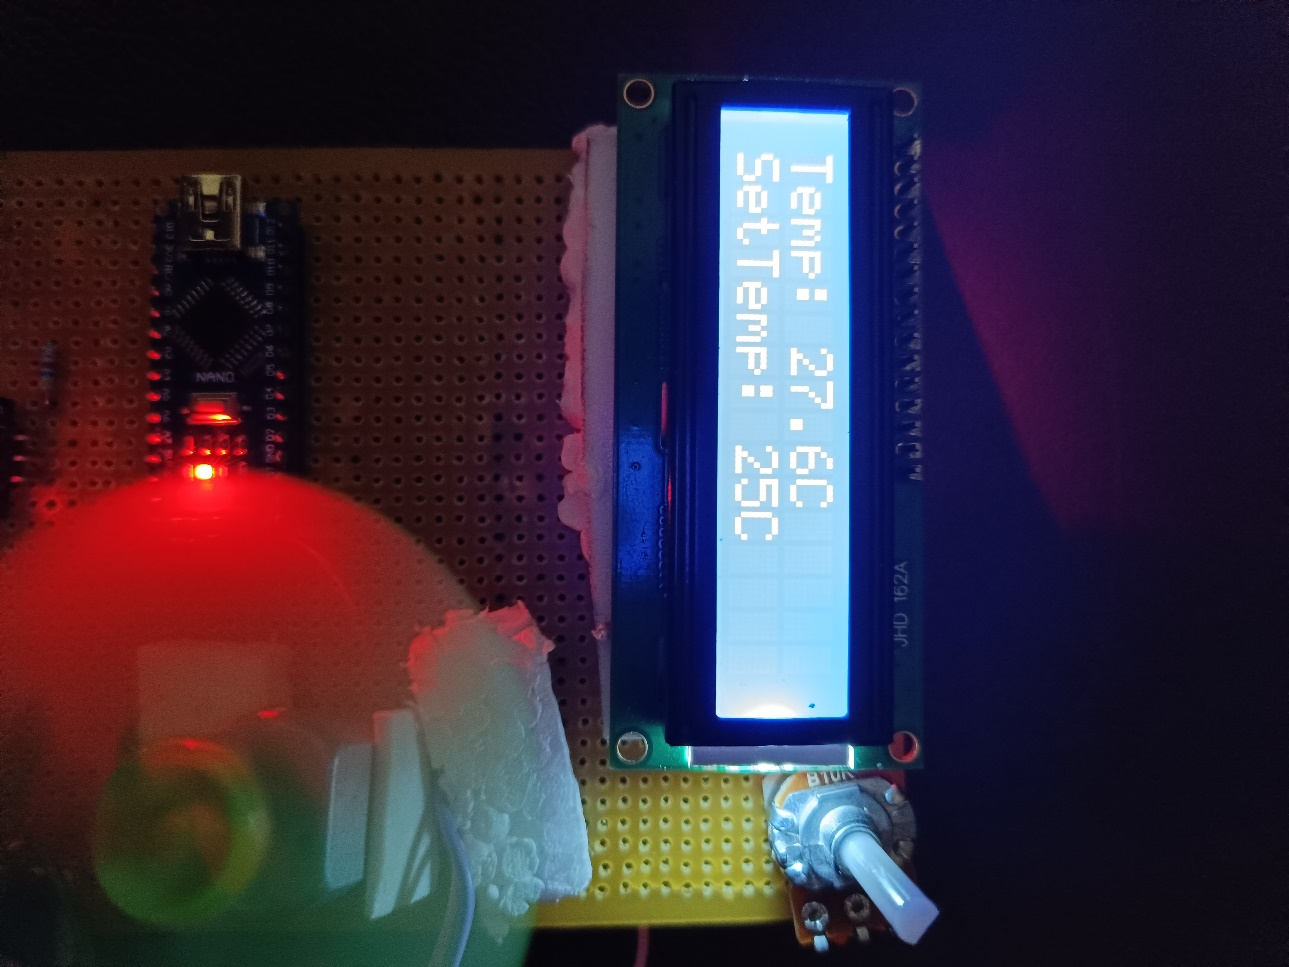 Temp: 27.6C
SetTemp: 25C
NANO
JHD 162A
B10K